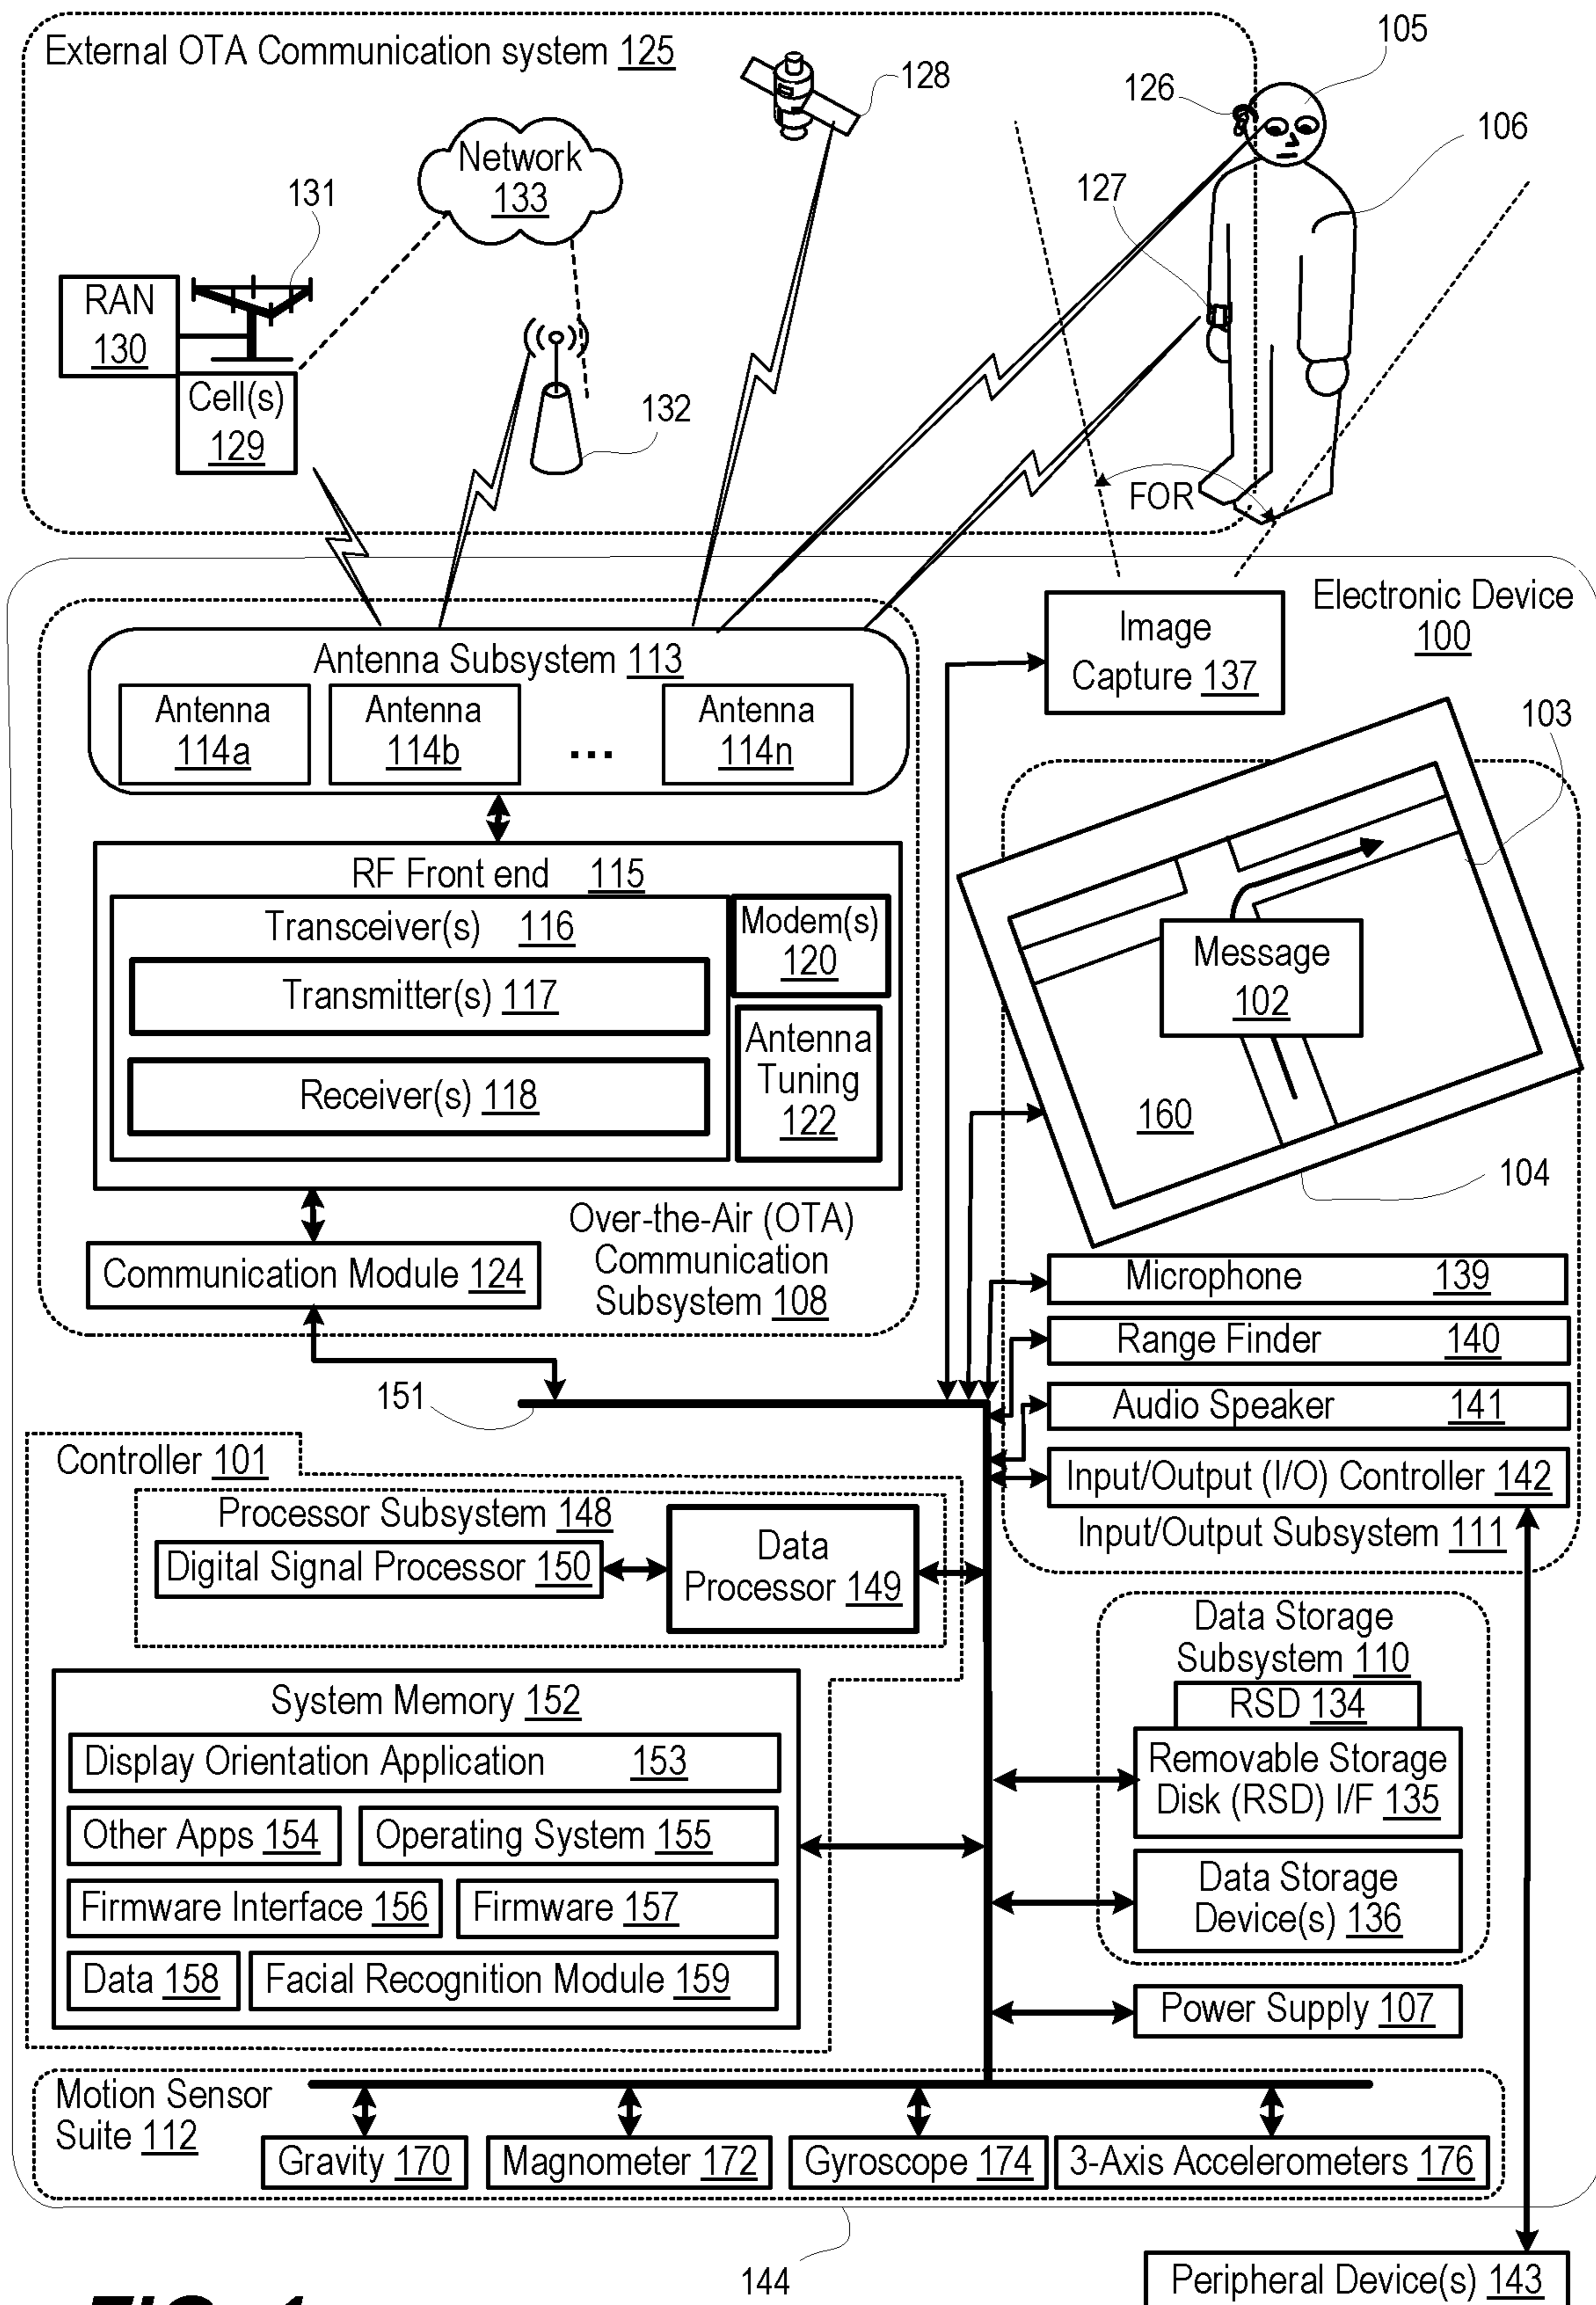 External OTA Communication system 125
105
126
128
106
Network
133
127
131
RAN
130
Cell(s)
129
132
FOR
Electronic Device
100
Image
Capture 137
Antenna Subsystem 113
Antenna
114a
Antenna
114b
...
Antenna
114n
103
RF Front end 115
Transceiver(s) 116
Modem(s)
120
Transmitter(s) 117
Antenna
Tuning
122
Receiver(s) 118
Message
102
160
104
Over-the-Air (OTA)
Communication
Subsystem 108
Communication Module 124
Microphone 139
Range Finder 140
Audio Speaker 141
Input/Output (I/O) Controller 142
Input/Output Subsystem 111
151
Controller 101
Processor Subsystem 148
Digital Signal Processor 150
Data
Processor 149
Data Storage
Subsystem 110
RSD 134
Removable Storage
Disk (RSD) I/F 135
Data Storage
Device(s) 136
Power Supply 107
System Memory 152
Display Orientation Application 153
Other Apps 154
Operating System 155
Firmware Interface 156
Firmware 157
Data 158
Facial Recognition Module 159
Motion Sensor
Suite 112
Gravity 170
Magnometer 172
Gyroscope 174
3-Axis Accelerometers 176
144
Peripheral Device(s) 143